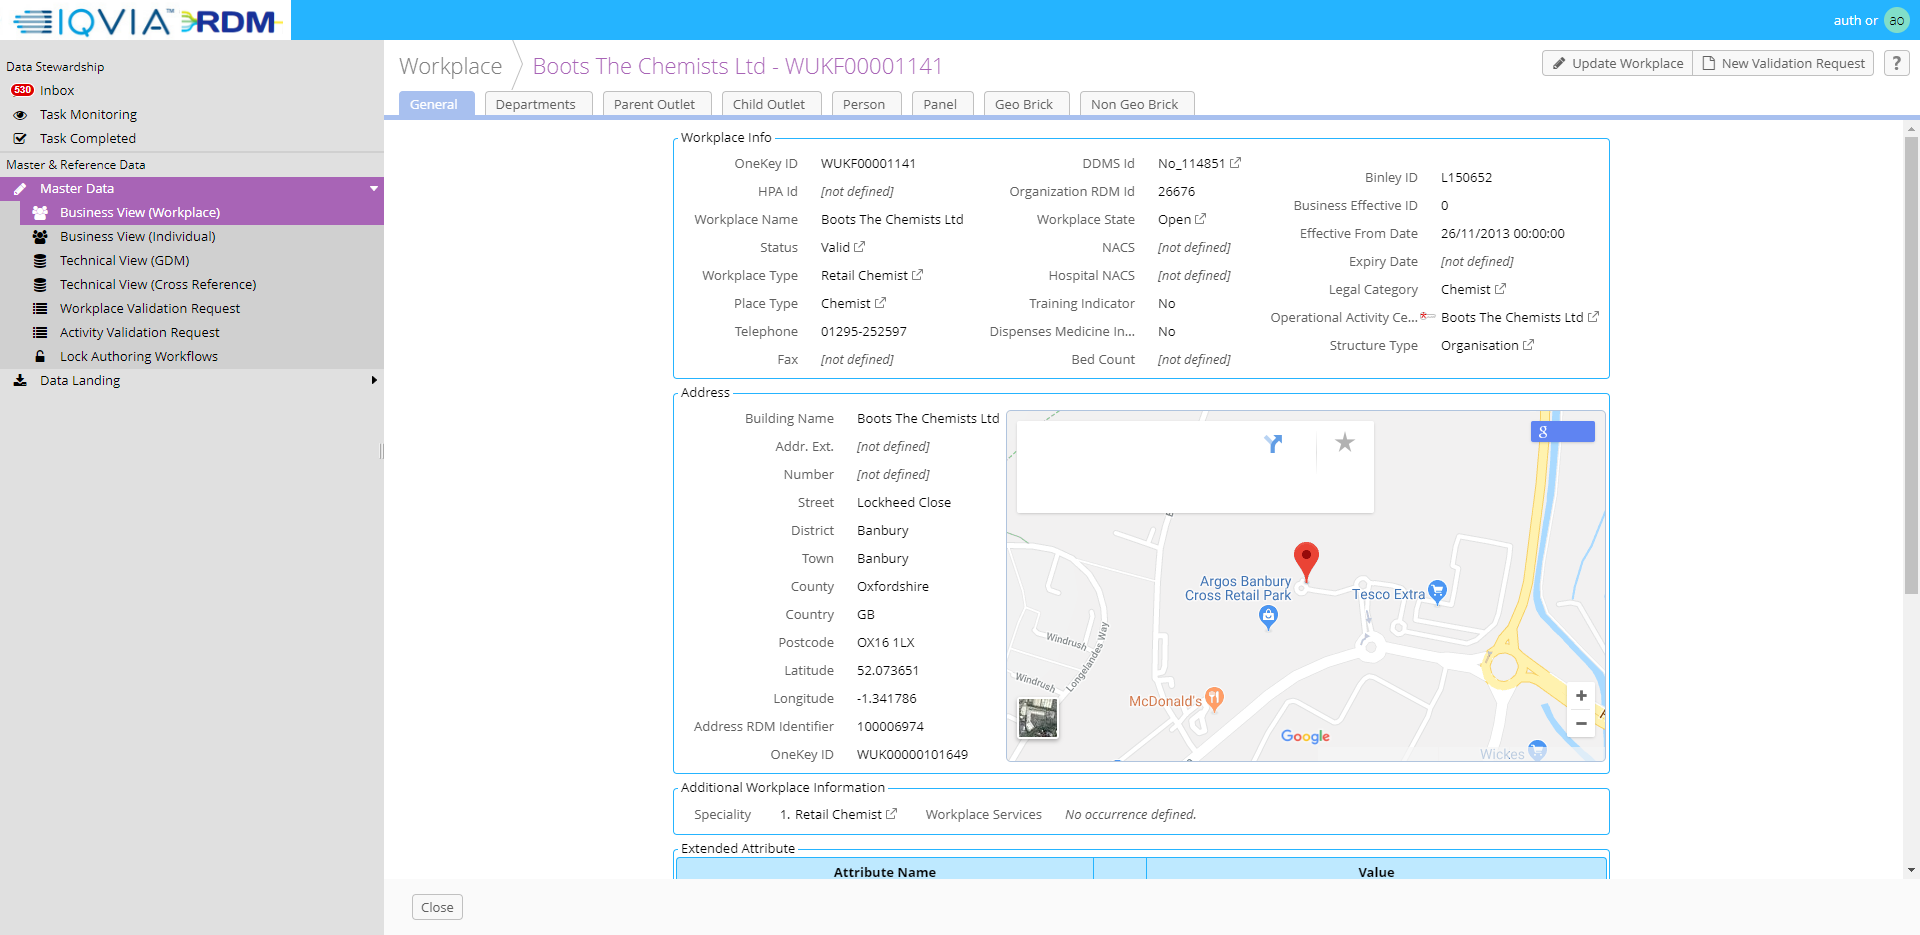 IQVIA™ RDM
auth or ao
Data Stewardship
530 Inbox
Task Monitoring
Task Completed
Master & Reference Data
Master Data
Business View (Workplace)
Business View (Individual)
Technical View (GDM)
Technical View (Cross Reference)
Workplace Validation Request
Activity Validation Request
Lock Authoring Workflows
Data Landing
Workplace Boots The Chemists Ltd - WUKF00001141
Update Workplace New Validation Request ?
General Departments Parent Outlet Child Outlet Person Panel Geo Brick Non Geo Brick
Workplace Info
OneKey ID WUKF00001141
HPA Id [not defined]
Workplace Name Boots The Chemists Ltd
Status Valid
Workplace Type Retail Chemist
Place Type Chemist
Telephone 01295-252597
Fax [not defined]
DDMS Id No_114851
Organization RDM Id 26676
Workplace State Open
NACS [not defined]
Hospital NACS [not defined]
Training Indicator No
Dispenses Medicine In... No
Bed Count [not defined]
Binley ID L150652
Business Effective ID 0
Effective From Date 26/11/2013 00:00:00
Expiry Date [not defined]
Legal Category Chemist
Operational Activity Ce... Boots The Chemists Ltd
Structure Type Organisation
Address
Building Name Boots The Chemists Ltd
Addr. Ext. [not defined]
Number [not defined]
Street Lockheed Close
District Banbury
Town Banbury
County Oxfordshire
Country GB
Postcode OX16 1LX
Latitude 52.073651
Longitude -1.341786
Address RDM Identifier 100006974
OneKey ID WUK00000101649
g
Argos Banbury
Cross Retail Park
Tesco Extra
Windrush
Longelandes Way
Windrush
McDonald's
Google
Wickes
+
−
Additional Workplace Information
Speciality 1. Retail Chemist Workplace Services No occurrence defined.
Extended Attribute
Attribute Name Value
Close